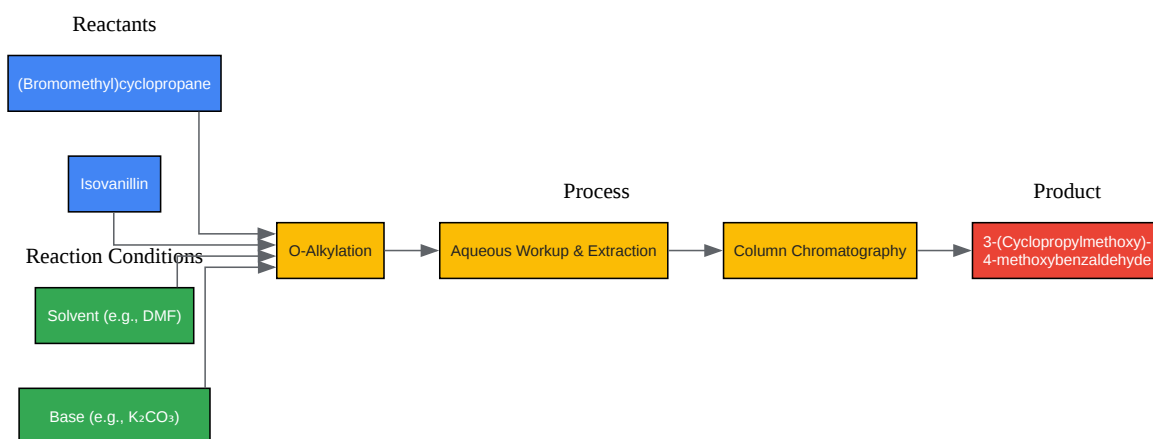 Reactants
(Bromomethyl)cyclopropane
Isovanillin
Reaction Conditions
Solvent (e.g., DMF)
Base (e.g., K₂CO₃)
Process
O-Alkylation
Aqueous Workup & Extraction
Column Chromatography
Product
3-(Cyclopropylmethoxy)-
4-methoxybenzaldehyde